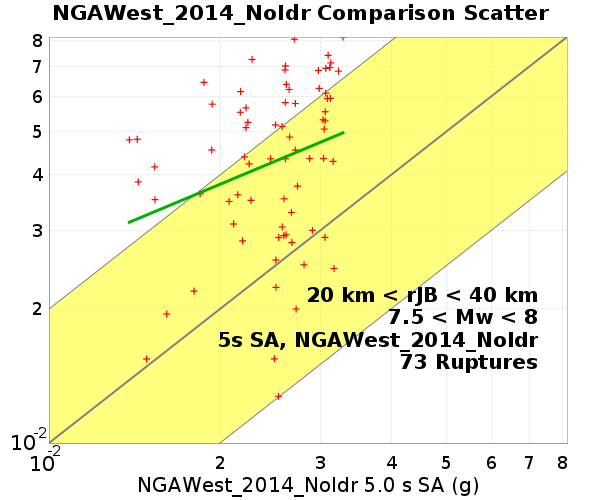 NGAWest_2014_NoIdr Comparison Scatter
8
7
6
5
4
3
2
10-2
20 km < rJB < 40 km
7.5 < Mw < 8
5s SA, NGAWest_2014_NoIdr
73 Ruptures
10-2 2 3 4 5 6 7 8
NGAWest_2014_NoIdr 5.0 s SA (g)